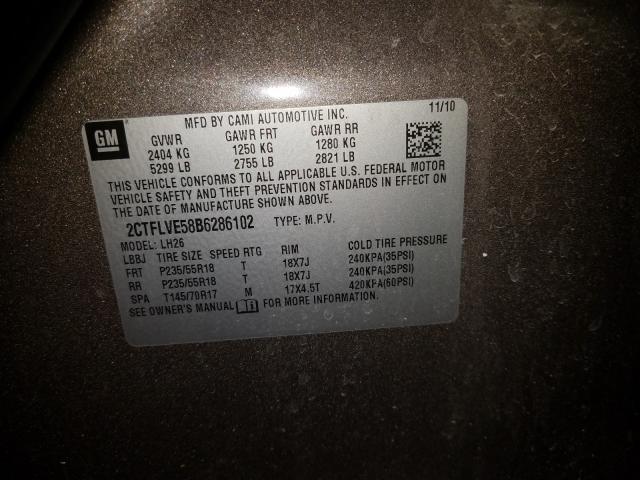 MFD BY CAMI AUTOMOTIVE INC. 11/10
GM GVWR GAWR FRT GAWR RR
2404 KG 1250 KG 1280 KG
5299 LB 2755 LB 2821 LB
THIS VEHICLE CONFORMS TO ALL APPLICABLE U.S. FEDERAL MOTOR
VEHICLE SAFETY AND THEFT PREVENTION STANDARDS IN EFFECT ON
THE DATE OF MANUFACTURE SHOWN ABOVE.
2CTFLVE58B6286102 TYPE: M.P.V.
MODEL: LH26
LBBJ TIRE SIZE SPEED RTG RIM COLD TIRE PRESSURE
FRT P235/55R18 T 18X7J 240KPA(35PSI)
RR P235/55R18 T 18X7J 240KPA(35PSI)
SPA T145/70R17 M 17X4.5T 420KPA(60PSI)
SEE OWNER'S MANUAL FOR MORE INFORMATION.